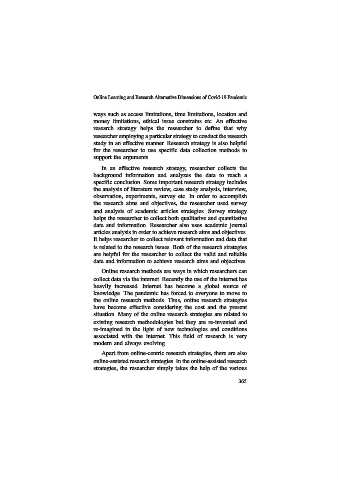 Online Learning and Research Alternative Dimensions of Covid-19 Pandemic
ways such as access limitations, time limitations, location and
money limitations, ethical issue constrains etc. An effective
research strategy helps the researcher to define that why
researcher employing a particular strategy to conduct the research
study in an effective manner. Research strategy is also helpful
for the researcher to use specific data collection methods to
support the arguments.
In an effective research strategy, researcher collects the
background information and analyzes the data to reach a
specific conclusion. Some important research strategy includes
the analysis of literature review, case study analysis, interview,
observation, experiments, survey etc. In order to accomplish
the research aims and objectives, the researcher used survey
and analysis of academic articles strategies. Survey strategy
helps the researcher to collect both qualitative and quantitative
data and information. Researcher also uses academic journal
articles analysis in order to achieve research aims and objectives.
It helps researcher to collect relevant information and data that
is related to the research issues. Both of the research strategies
are helpful for the researcher to collect the valid and reliable
data and information to achieve research aims and objectives.
Online research methods are ways in which researchers can
collect data via the internet. Recently the use of the internet has
heavily increased. Internet has become a global source of
knowledge. The pandemic has forced to everyone to move to
the online research methods. Thus, online research strategies
have become effective considering the cost and the present
situation. Many of the online research strategies are related to
existing research methodologies but they are re-invented and
re-imagined in the light of new technologies and conditions
associated with the internet. This field of research is very
modern and always evolving.
Apart from online-centric research strategies, there are also
online-assisted research strategies. In the online-assisted research
strategies, the researcher simply takes the help of the various
365